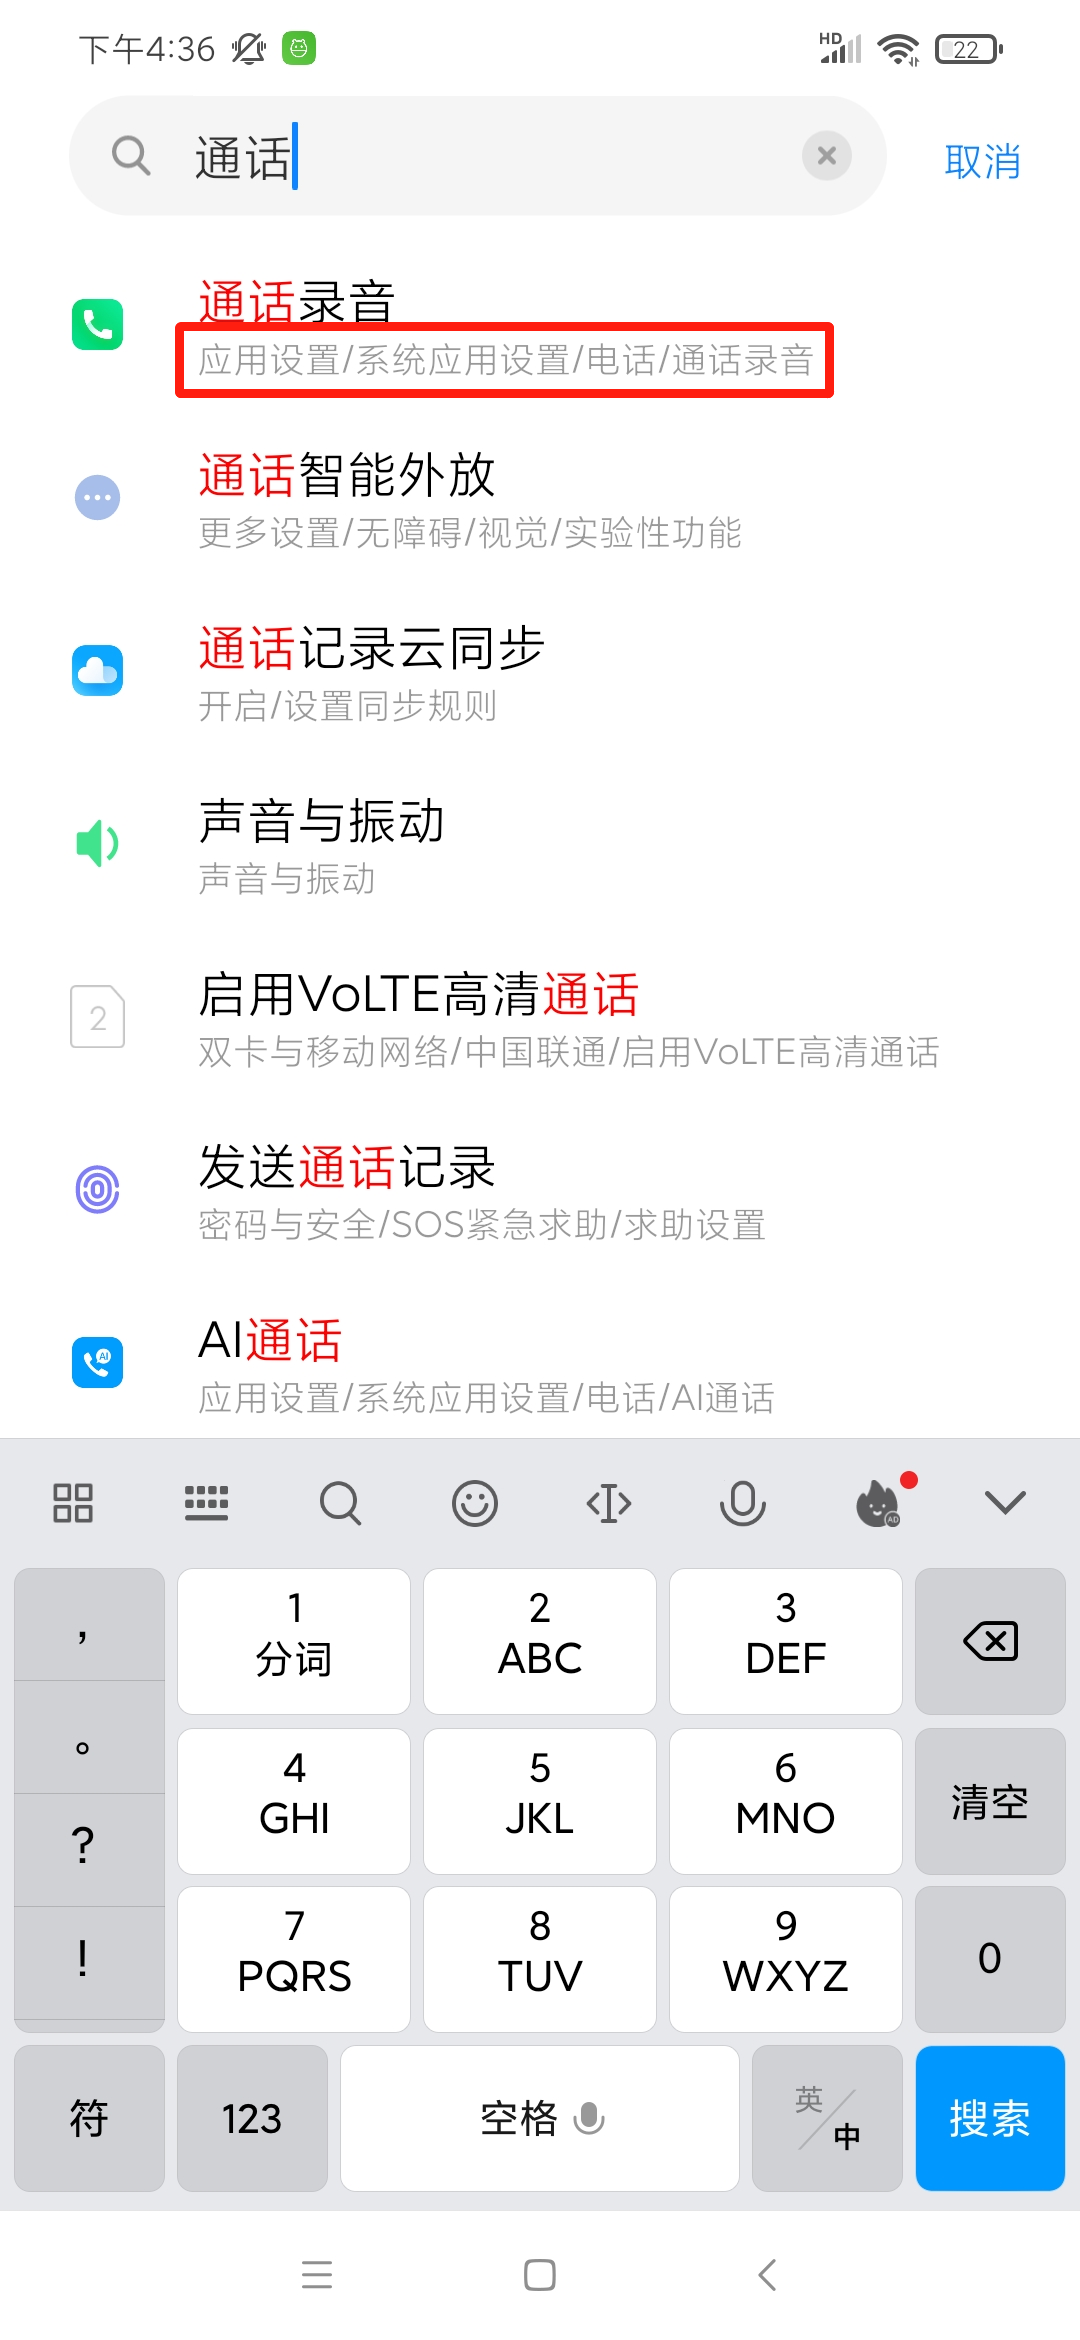 下午4:36
HD
22
通话
取消
通话录音
应用设置/系统应用设置/电话/通话录音
通话智能外放
更多设置/无障碍/视觉/实验性功能
通话记录云同步
开启/设置同步规则
声音与振动
声音与振动
2
启用VoLTE高清通话
双卡与移动网络/中国联通/启用VoLTE高清通话
发送通话记录
密码与安全/SOS紧急求助/求助设置
AI
AI通话
应用设置/系统应用设置/电话/AI通话
AD
,
。
?
!
1
分词
2
ABC
3
DEF
4
GHI
5
JKL
6
MNO
清空
7
PQRS
8
TUV
9
WXYZ
0
符
123
空格
英/中
搜索